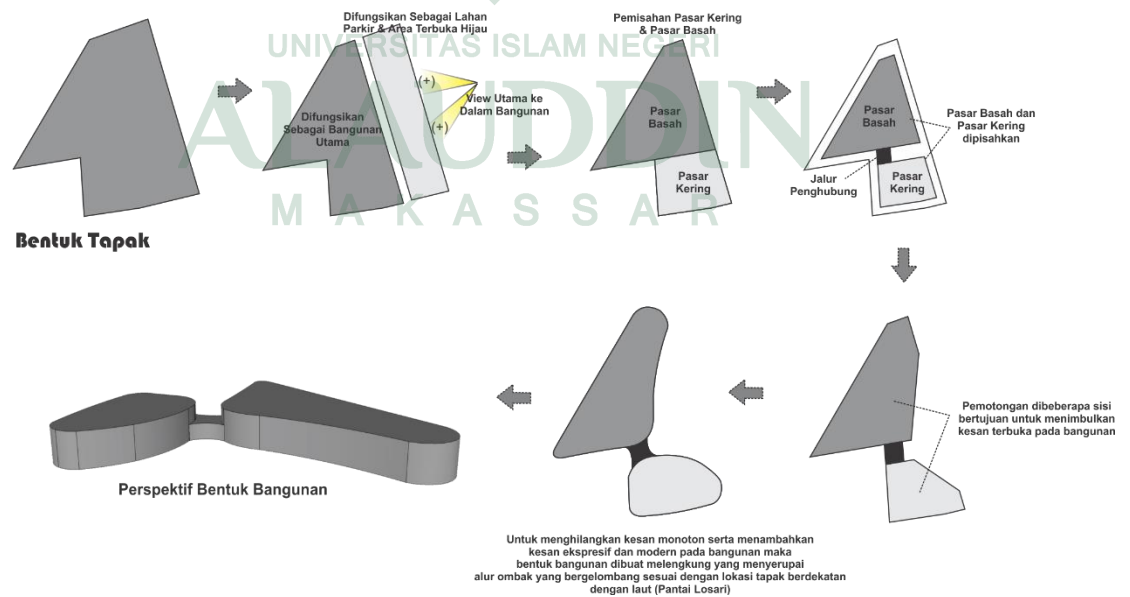 Difungsikan Sebagai Lahan
Parkir & Area Terbuka Hijau
Pemisahan Pasar Kering
& Pasar Basah
UNIVERSITAS ISLAM NEGERI
ALAUDDIN
MAKASSAR
(+)
(+)
View Utama ke
Dalam Bangunan
Difungsikan
Sebagai Bangunan
Utama
Pasar
Basah
Pasar
Kering
Pasar
Basah
Pasar Basah dan
Pasar Kering
dipisahkan
Jalur
Penghubung
Pasar
Kering
Bentuk Tapak
Pemotongan dibeberapa sisi
bertujuan untuk menimbulkan
kesan terbuka pada bangunan
Perspektif Bentuk Bangunan
Untuk menghilangkan kesan monoton serta menambahkan
kesan ekspresif dan modern pada bangunan maka
bentuk bangunan dibuat melengkung yang menyerupai
alur ombak yang bergelombang sesuai dengan lokasi tapak berdekatan
dengan laut (Pantai Losari)